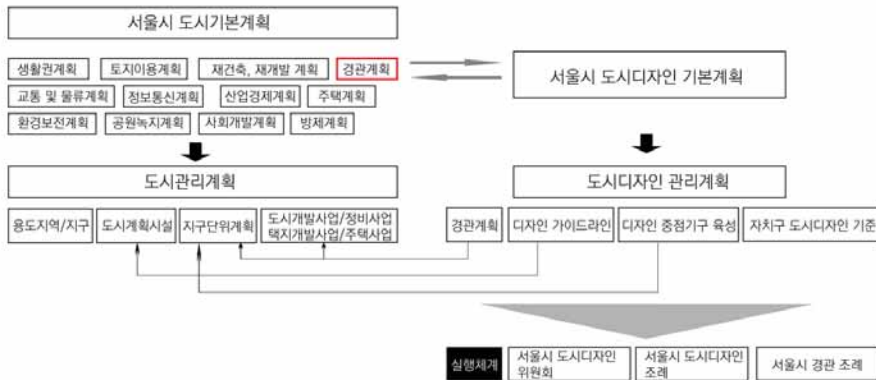 서울시 도시기본계획
생활권계획
토지이용계획
재건축, 재개발 계획
경관계획
교통 및 물류계획
정보통신계획
산업경제계획
주택계획
환경보전계획
공원녹지계획
사회개발계획
방제계획
서울시 도시디자인 기본계획
도시관리계획
도시디자인 관리계획
용도지역/지구
도시계획시설
지구단위계획
도시개발사업/정비사업
택지개발사업/주택사업
경관계획
디자인 가이드라인
디자인 중점기구 육성
자치구 도시디자인 기준
실행체계
서울시 도시디자인
위원회
서울시 도시디자인
조례
서울시 경관 조례